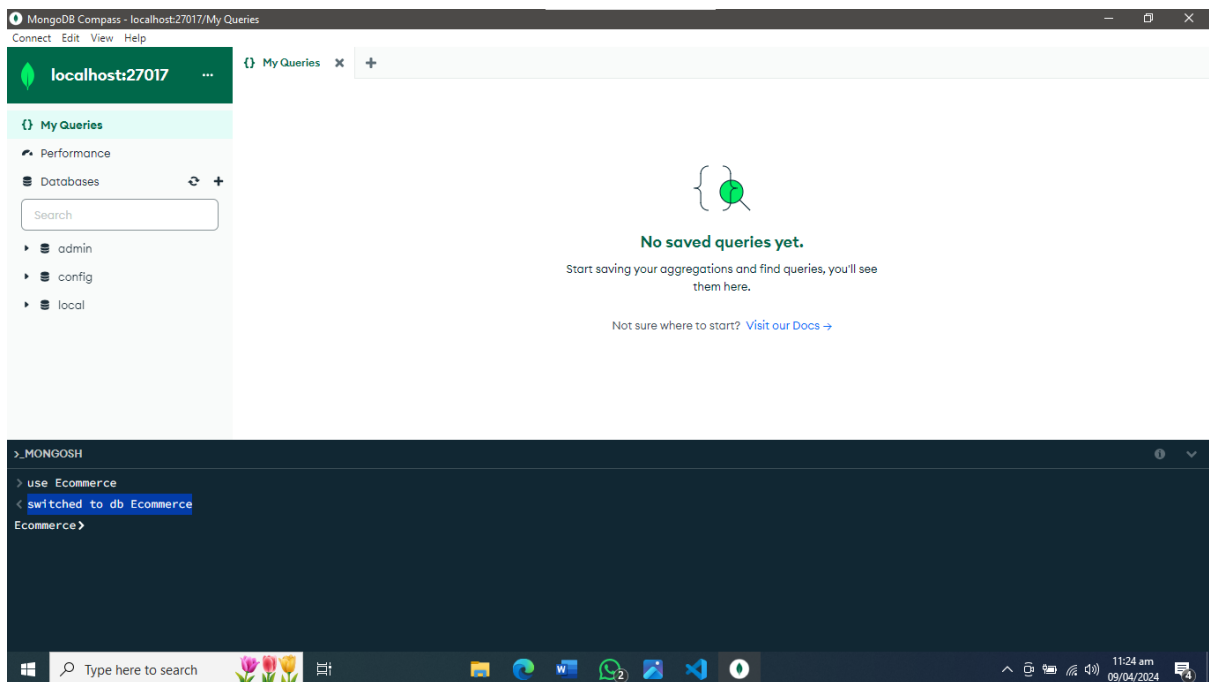 MongoDB Compass - localhost:27017/My Queries
Connect Edit View Help
localhost:27017 ...
{} My Queries
{} My Queries
Performance
Databases
Search
admin
config
local
No saved queries yet.
Start saving your aggregations and find queries, you'll see
them here.
Not sure where to start? Visit our Docs →
>_MONGOSH
> use Ecommerce
< switched to db Ecommerce
Ecommerce>
Type here to search
2
11:24 am
09/04/2024
4